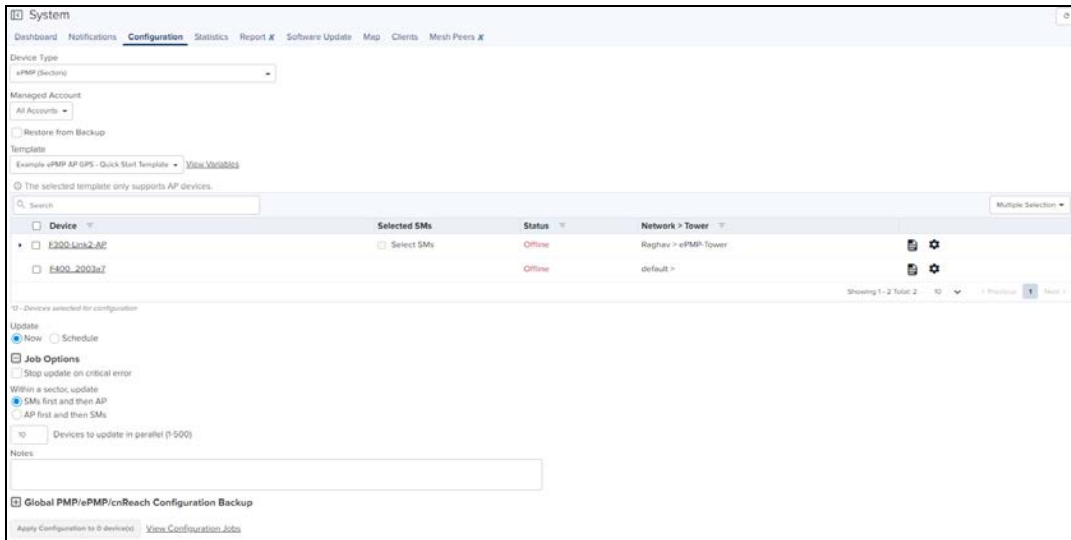 System
Dashboard Notifications Configuration Statistics Report X Software Update Map Clients Mesh Peers X
Device Type
ePMP (Sectors)
Managed Account
All Accounts
Restore from Backup
Template
Example ePMP AP GPS - Quick Start Template View Variables
The selected template only supports AP devices.
Search Multiple Selection
Device Selected SMs Status Network > Tower
F300-Link2-AP Select SMs Offline Raghav > ePMP-Tower
F400_2003a7 Offline default >
Showing 1 - 2 Total: 2 10 < Previous 1 Next >
- Devices selected for configuration
Update
Now Schedule
Job Options
Stop update on critical error
Within a sector, update
SMs first and then AP
AP first and then SMs
10 Devices to update in parallel (1-500)
Notes
Global PMP/ePMP/cnReach Configuration Backup
Apply Configuration to 0 device(s) View Configuration Jobs